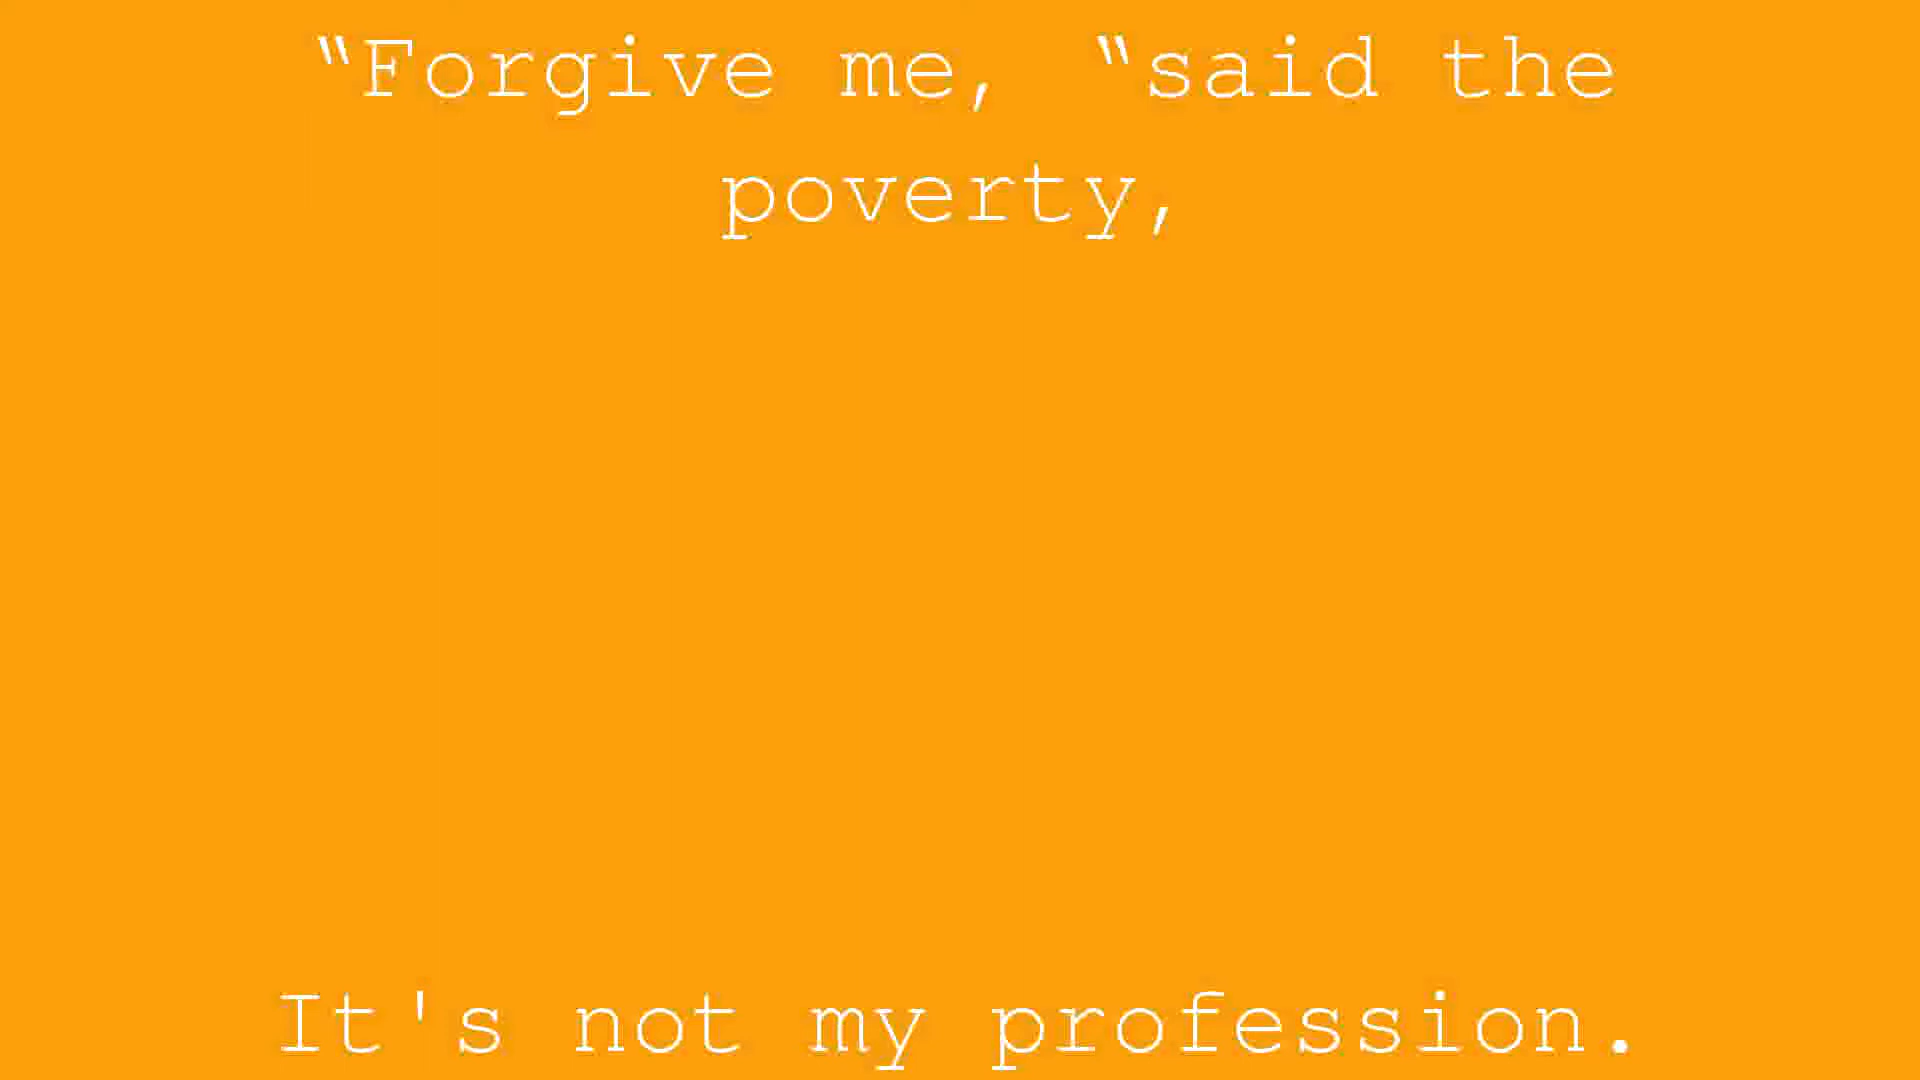 “Forgive me, “said the
poverty,
It's not my profession.